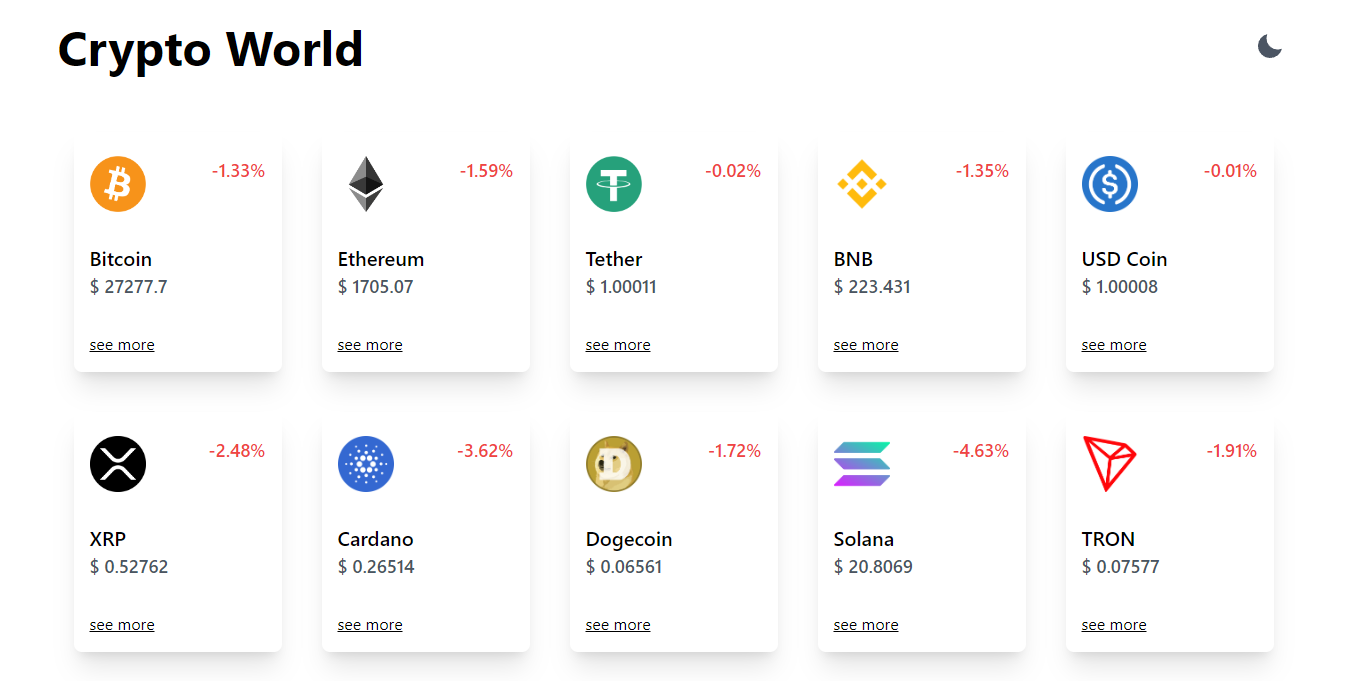 Crypto World
-1.33%
Bitcoin
$ 27277.7
see more
-1.59%
Ethereum
$ 1705.07
see more
-0.02%
Tether
$ 1.00011
see more
-1.35%
BNB
$ 223.431
see more
-0.01%
USD Coin
$ 1.00008
see more
-2.48%
XRP
$ 0.52762
see more
-3.62%
Cardano
$ 0.26514
see more
-1.72%
Dogecoin
$ 0.06561
see more
-4.63%
Solana
$ 20.8069
see more
-1.91%
TRON
$ 0.07577
see more